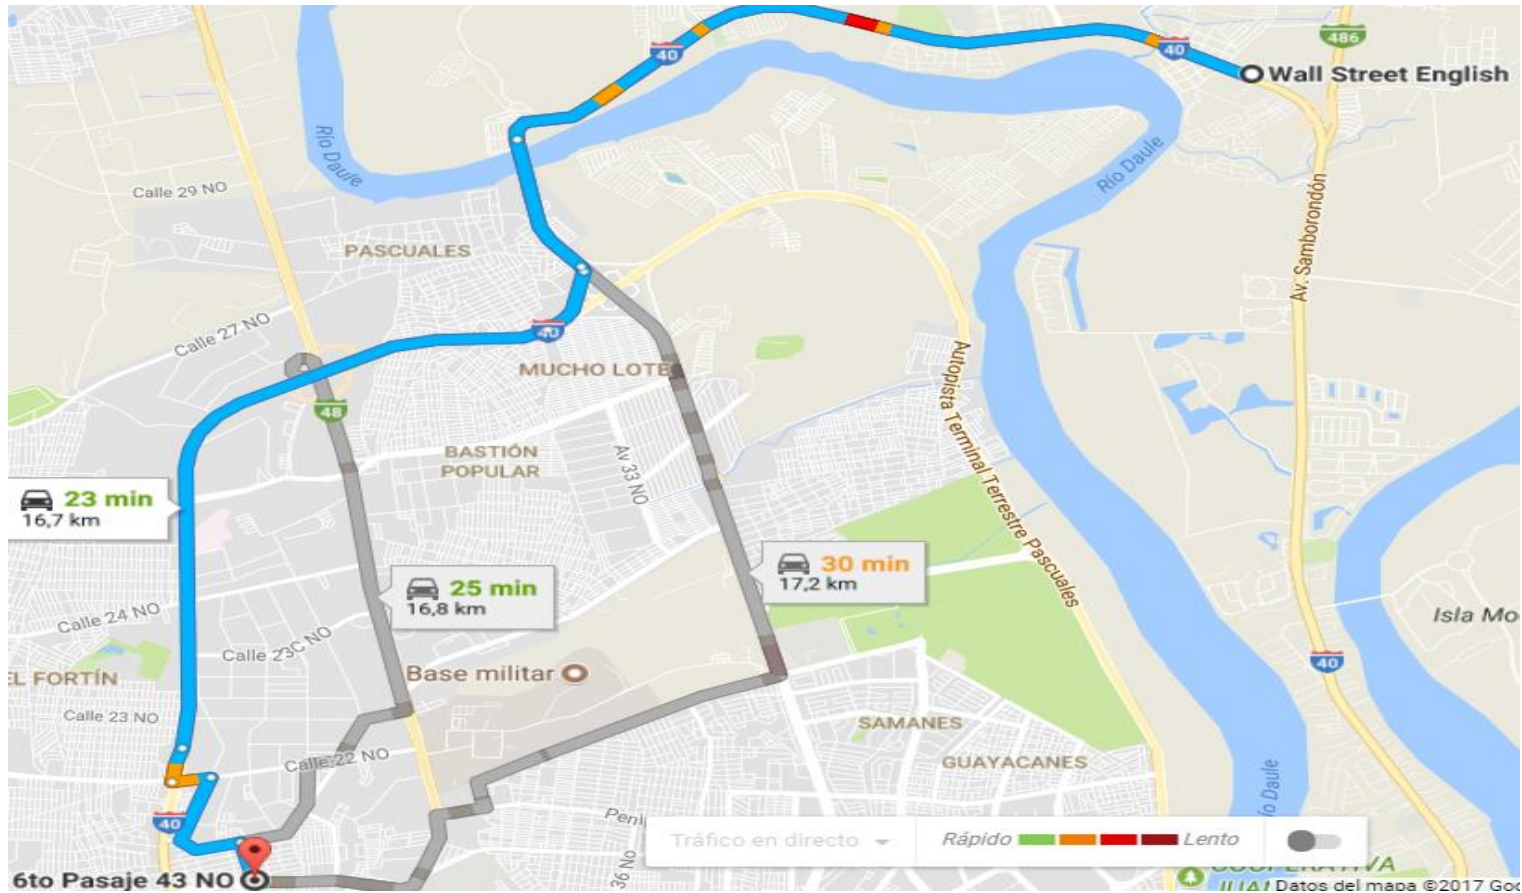 486
40
40
Wall Street English
Río Daule
Río Daule
Calle 29 NO
Av. Samborondón
PASCUALES
Calle 27 NO
40
MUCHO LOTE
Autopista Terminal Terrestre Pascuales
48
BASTIÓN
POPULAR
Av 33 NO
23 min
16,7 km
30 min
17,2 km
25 min
16,8 km
Calle 24 NO
Isla Mo
Calle 23C NO
40
Base militar
EL FORTÍN
Calle 23 NO
SAMANES
Calle 22 NO
GUAYACANES
ío Daule
40
Tráfico en directo
Rápido
Lento
36 No
6to Pasaje 43 NO
Datos del mapa ©2017 Goo